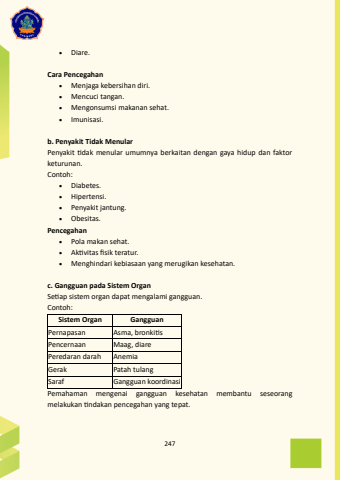 • Diare.
Cara Pencegahan
• Menjaga kebersihan diri.
• Mencuci tangan.
• Mengonsumsi makanan sehat.
• Imunisasi.
b. Penyakit Tidak Menular
Penyakit tidak menular umumnya berkaitan dengan gaya hidup dan faktor
keturunan.
Contoh:
• Diabetes.
• Hipertensi.
• Penyakit jantung.
• Obesitas.
Pencegahan
• Pola makan sehat.
• Aktivitas fisik teratur.
• Menghindari kebiasaan yang merugikan kesehatan.
c. Gangguan pada Sistem Organ
Setiap sistem organ dapat mengalami gangguan.
Contoh:
Sistem Organ Gangguan
Pernapasan Asma, bronkitis
Pencernaan Maag, diare
Peredaran darah Anemia
Gerak Patah tulang
Saraf Gangguan koordinasi
Pemahaman mengenai gangguan kesehatan membantu seseorang
melakukan tindakan pencegahan yang tepat.
247